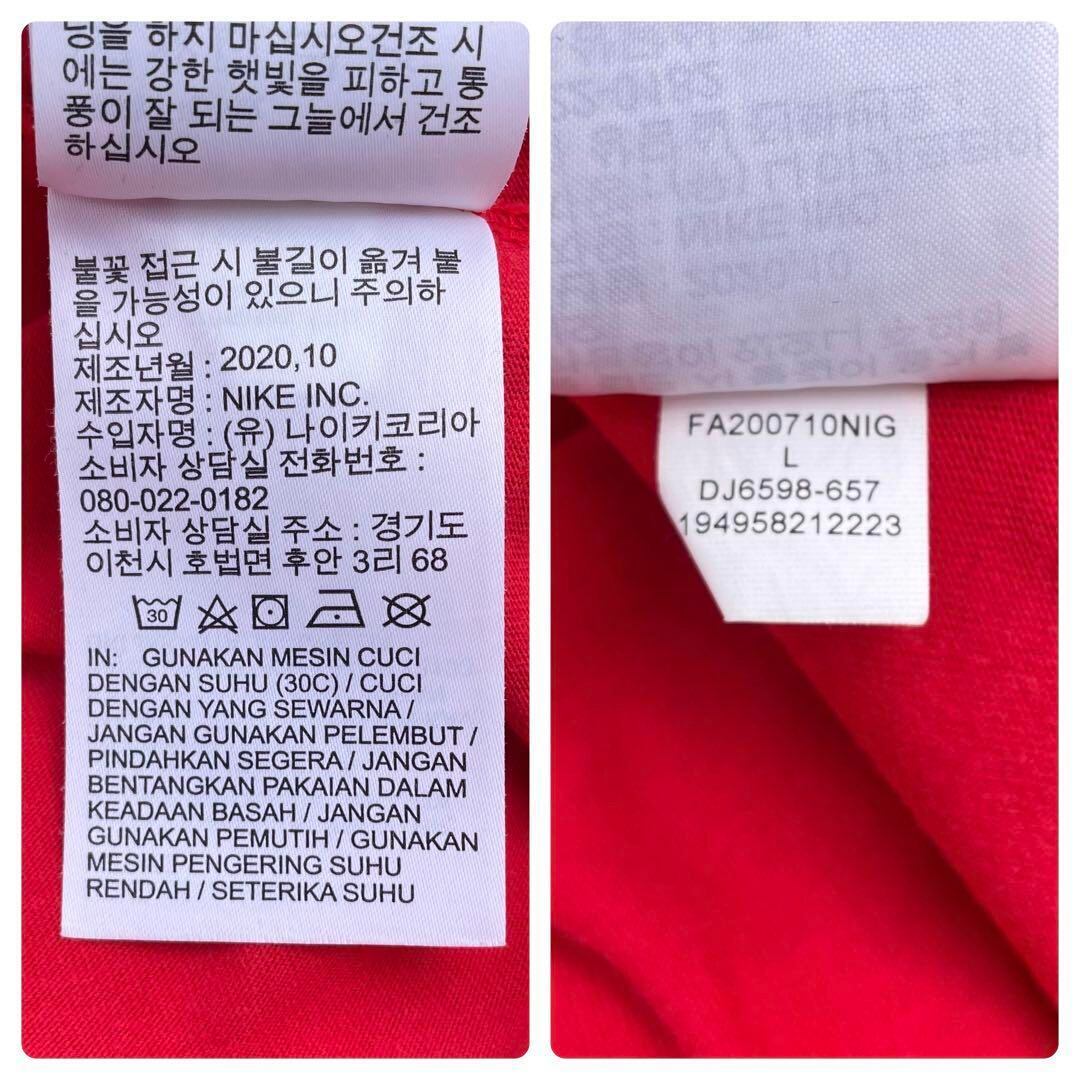 딩을 하지 마십시오건조 시
에는 강한 햇빛을 피하고 통
풍이 잘 되는 그늘에서 건조
하십시오
불꽃 접근 시 불길이 옮겨 붙
을 가능성이 있으니 주의하
십시오
제조년월 : 2020,10
제조자명 : NIKE INC.
수입자명 : (유) 나이키코리아
소비자 상담실 전화번호 :
080-022-0182
소비자 상담실 주소 : 경기도
이천시 호법면 후안 3리 68
30
IN: GUNAKAN MESIN CUCI
DENGAN SUHU (30C) / CUCI
DENGAN YANG SEWARNA /
JANGAN GUNAKAN PELEMBUT /
PINDAHKAN SEGERA / JANGAN
BENTANGKAN PAKAIAN DALAM
KEADAAN BASAH / JANGAN
GUNAKAN PEMUTIH / GUNAKAN
MESIN PENGERING SUHU
RENDAH / SETERIKA SUHU
FA200710NIG
L
DJ6598-657
194958212223